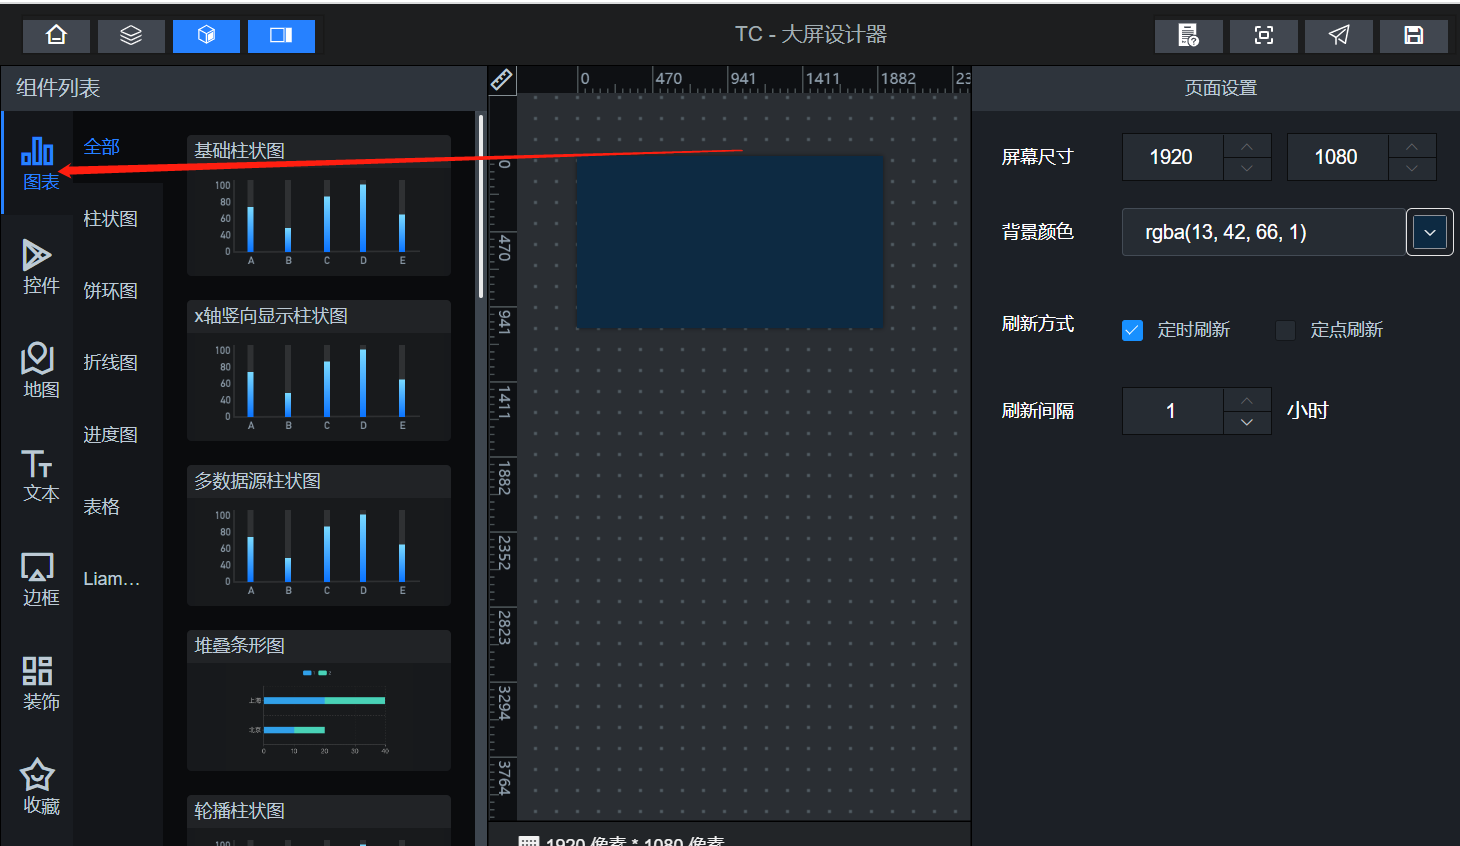 TC - 大屏设计器
组件列表
图表
控件
地图
文本
边框
装饰
收藏
全部
柱状图
饼环图
折线图
进度图
表格
Liam...
基础柱状图
100
80
60
40
0
A B C D E
x轴竖向显示柱状图
100
80
60
40
0
A B C D E
多数据源柱状图
100
80
60
40
0
A B C D E
堆叠条形图
上海
北京
0 10 20 30 40
轮播柱状图
100
0 470 941 1411 1882 23
0
470
941
1411
1882
2352
2823
3294
3764
1920 像素 * 1080 像素
页面设置
屏幕尺寸 1920 1080
背景颜色 rgba(13, 42, 66, 1)
刷新方式 定时刷新 定点刷新
刷新间隔 1 小时